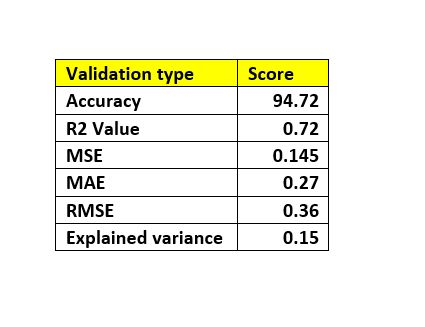 Validation type Score
Accuracy 94.72
R2 Value 0.72
MSE 0.145
MAE 0.27
RMSE 0.36
Explained variance 0.15